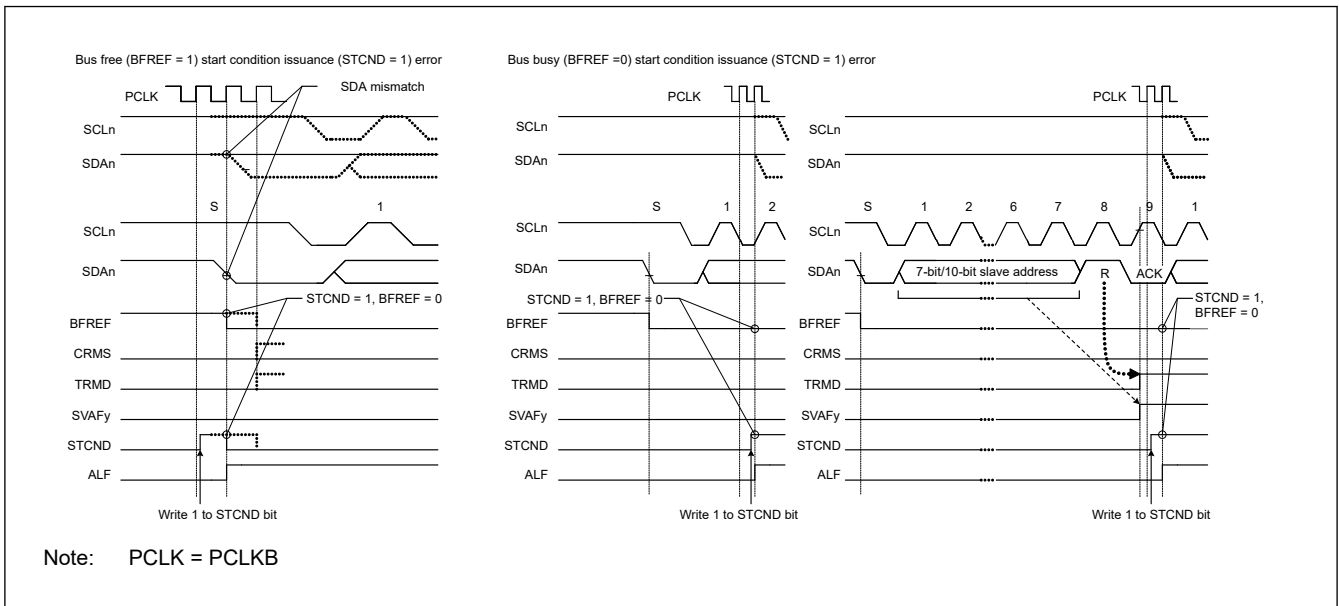 Bus free (BFREF = 1) start condition issuance (STCND = 1) error
PCLK
SDA mismatch
SCLn
SDAn
S 1
SCLn
SDAn
STCND = 1, BFREF = 0
BFREF
CRMS
TRMD
SVAFy
STCND
ALF
Write 1 to STCND bit
Bus busy (BFREF =0) start condition issuance (STCND = 1) error
PCLK
SCLn
SDAn
S 1 2
SCLn
SDAn
STCND = 1, BFREF = 0
BFREF
CRMS
TRMD
SVAFy
STCND
ALF
Write 1 to STCND bit
PCLK
SCLn
SDAn
S 1 2 6 7 8 9 1
SCLn
SDAn 7-bit/10-bit slave address R ACK
STCND = 1,
BFREF = 0
BFREF
CRMS
TRMD
SVAFy
STCND
ALF
Write 1 to STCND bit
Note: PCLK = PCLKB